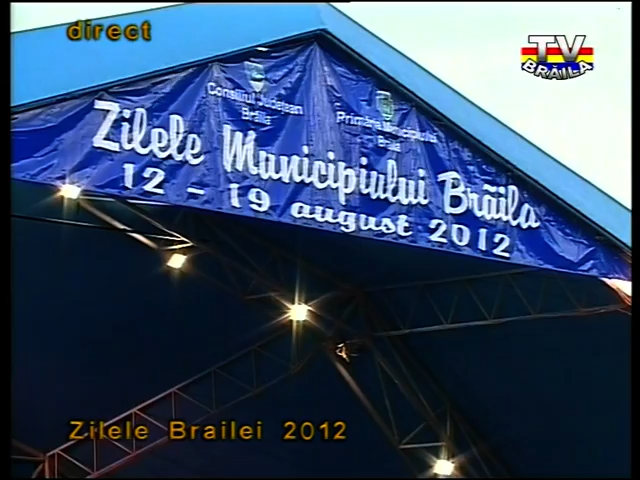 direct
TV
BRĂILA
Consiliul Județean
Brăila
Primăria Municipiului
Brăila
Zilele Municipiului Brăila
12 - 19 august 2012
Zilele Brailei 2012